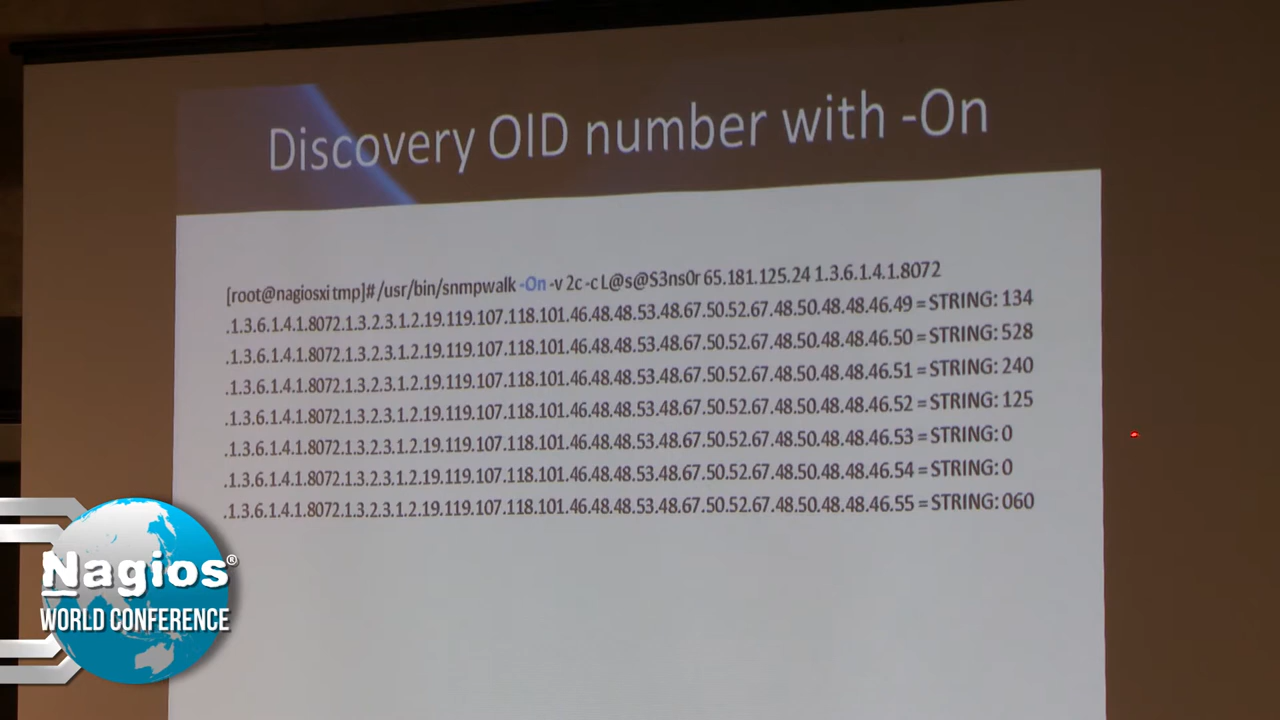 Discovery OID number with -On
[root@nagiosxi tmp]# /usr/bin/snmpwalk -On -v 2c -c L@s@S3ns0r 65.181.125.24 1.3.6.1.4.1.8072
.1.3.6.1.4.1.8072.1.3.2.3.1.2.19.119.107.118.101.46.48.48.53.48.67.50.52.67.48.50.48.48.46.49 = STRING: 134
.1.3.6.1.4.1.8072.1.3.2.3.1.2.19.119.107.118.101.46.48.48.53.48.67.50.52.67.48.50.48.48.46.50 = STRING: 528
.1.3.6.1.4.1.8072.1.3.2.3.1.2.19.119.107.118.101.46.48.48.53.48.67.50.52.67.48.50.48.48.46.51 = STRING: 240
.1.3.6.1.4.1.8072.1.3.2.3.1.2.19.119.107.118.101.46.48.48.53.48.67.50.52.67.48.50.48.48.46.52 = STRING: 125
.1.3.6.1.4.1.8072.1.3.2.3.1.2.19.119.107.118.101.46.48.48.53.48.67.50.52.67.48.50.48.48.46.53 = STRING: 0
.1.3.6.1.4.1.8072.1.3.2.3.1.2.19.119.107.118.101.46.48.48.53.48.67.50.52.67.48.50.48.48.46.54 = STRING: 0
.1.3.6.1.4.1.8072.1.3.2.3.1.2.19.119.107.118.101.46.48.48.53.48.67.50.52.67.48.50.48.48.46.55 = STRING: 060
Nagios®
WORLD CONFERENCE